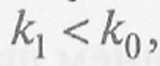 k₁ < k₀,